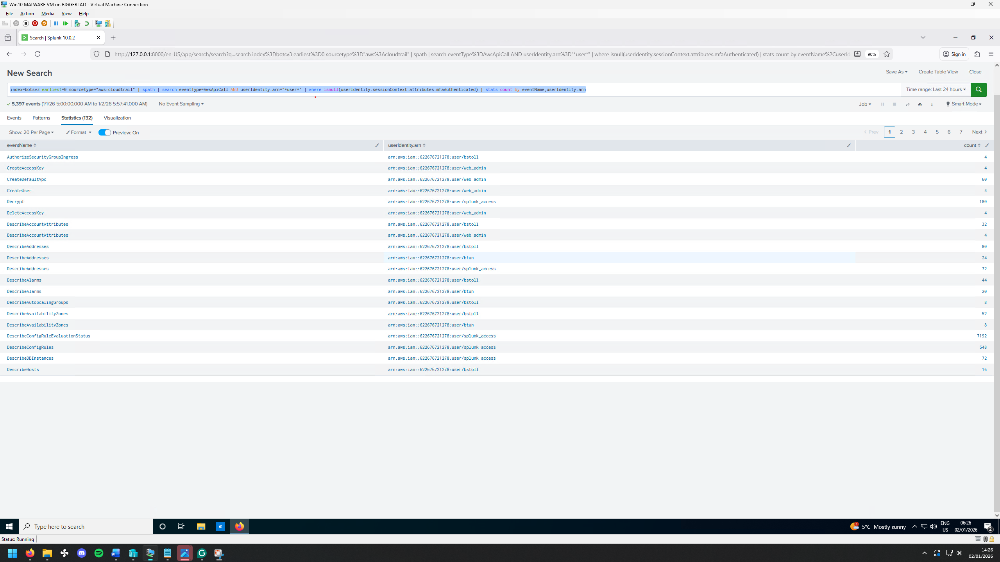 Win10 MALWARE VM on BIGGERLAD - Virtual Machine Connection
File Action Media View Help
Search | Splunk 10.0.2
http://127.0.0.1:8000/en-US/app/search/search?q=search index%3Dbotsv3 earliest%3D0 sourcetype%3D"aws%3Acloudtrail" | spath | search eventType%3DAwsApiCall AND userIdentity.arn%3D"*user*" | where isnull(userIdentity.sessionContext.attributes.mfaAuthenticated) | stats count by eventName%2CuserId
90%
Sign in
New Search
Save As Create Table View Close
index=botsv3 earliest=0 sourcetype="aws:cloudtrail" | spath | search eventType=AwsApiCall AND userIdentity.arn="*user*" | where isnull(userIdentity.sessionContext.attributes.mfaAuthenticated) | stats count by eventName,userIdentity.arn
Time range: Last 24 hours
5,397 events (1/1/26 5:00:00.000 AM to 1/2/26 5:57:41.000 AM) No Event Sampling
Job Smart Mode
Events Patterns Statistics (132) Visualization
Show: 20 Per Page Format Preview: On
Prev 1 2 3 4 5 6 7 Next
eventName userIdentity.arn count
AuthorizeSecurityGroupIngress arn:aws:iam::622676721278:user/bstoll 4
CreateAccessKey arn:aws:iam::622676721278:user/web_admin 4
CreateDefaultVpc arn:aws:iam::622676721278:user/web_admin 60
CreateUser arn:aws:iam::622676721278:user/web_admin 4
Decrypt arn:aws:iam::622676721278:user/splunk_access 180
DeleteAccessKey arn:aws:iam::622676721278:user/web_admin 4
DescribeAccountAttributes arn:aws:iam::622676721278:user/bstoll 32
DescribeAccountAttributes arn:aws:iam::622676721278:user/web_admin 4
DescribeAddresses arn:aws:iam::622676721278:user/bstoll 80
DescribeAddresses arn:aws:iam::622676721278:user/btun 24
DescribeAddresses arn:aws:iam::622676721278:user/splunk_access 72
DescribeAlarms arn:aws:iam::622676721278:user/bstoll 44
DescribeAlarms arn:aws:iam::622676721278:user/btun 20
DescribeAutoScalingGroups arn:aws:iam::622676721278:user/bstoll 8
DescribeAvailabilityZones arn:aws:iam::622676721278:user/bstoll 52
DescribeAvailabilityZones arn:aws:iam::622676721278:user/btun 8
DescribeConfigRuleEvaluationStatus arn:aws:iam::622676721278:user/splunk_access 7192
DescribeConfigRules arn:aws:iam::622676721278:user/splunk_access 548
DescribeDBInstances arn:aws:iam::622676721278:user/splunk_access 72
DescribeHosts arn:aws:iam::622676721278:user/bstoll 16
Type here to search
1
5°C Mostly sunny
ENG
US
06:26
02/01/2026
2
Status: Running
14:26
02/01/2026